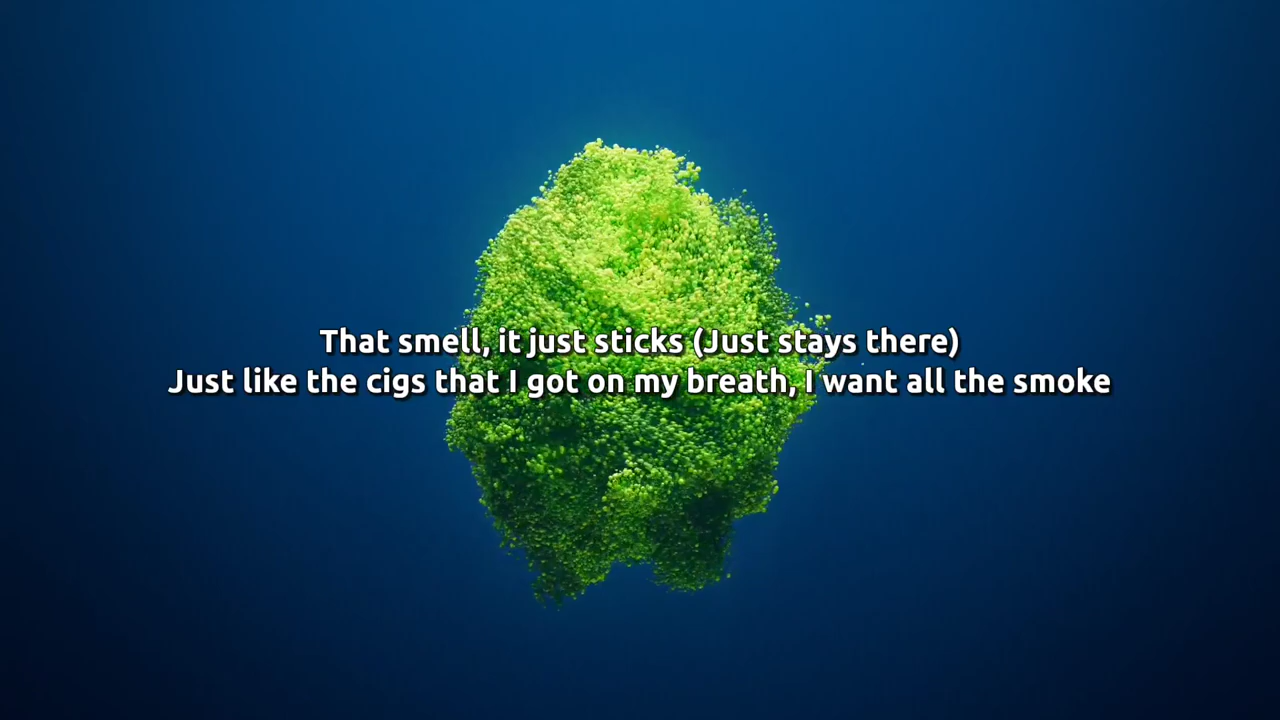 That smell, it just sticks (Just stays there)
Just like the cigs that I got on my breath, I want all the smoke